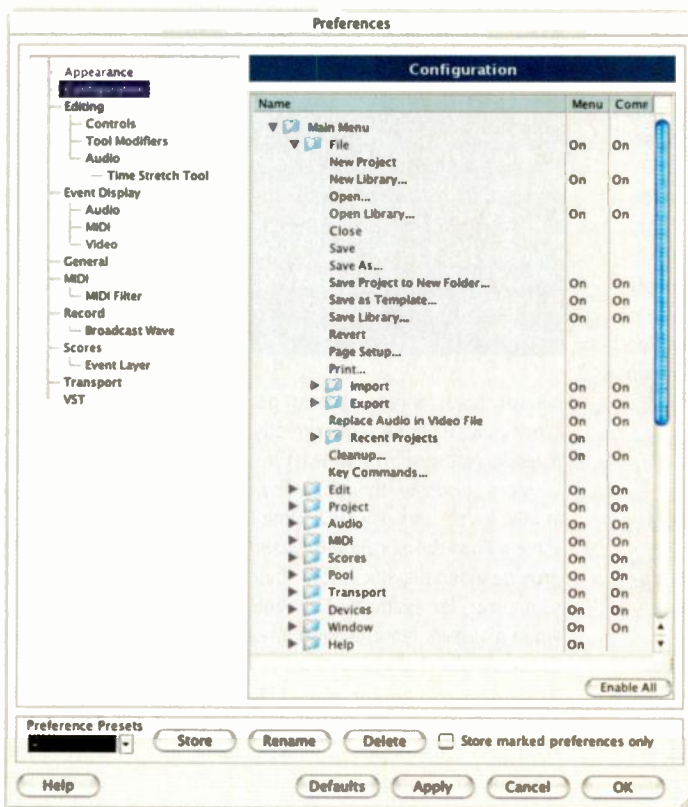 Preferences
Appearance
Editing
Controls
Tool Modifiers
Audio
Time Stretch Tool
Event Display
Audio
MIDI
Video
General
MIDI
MIDI Filter
Record
Broadcast Wave
Scores
Event Layer
Transport
VST
Configuration
Name Menu Comr
Main Menu
File On On
New Project
New Library... On On
Open...
Open Library... On On
Close
Save
Save As...
Save Project to New Folder... On On
Save as Template... On On
Save Library... On On
Revert
Page Setup...
Print...
Import On On
Export On On
Replace Audio in Video File On On
Recent Projects On
Cleanup... On On
Key Commands...
Edit On On
Project On On
Audio On On
MIDI On On
Scores On On
Pool On On
Transport On On
Devices On On
Window On On
Help On
Enable All
Preference Presets
- Store Rename Delete Store marked preferences only
Help Defaults Apply Cancel OK